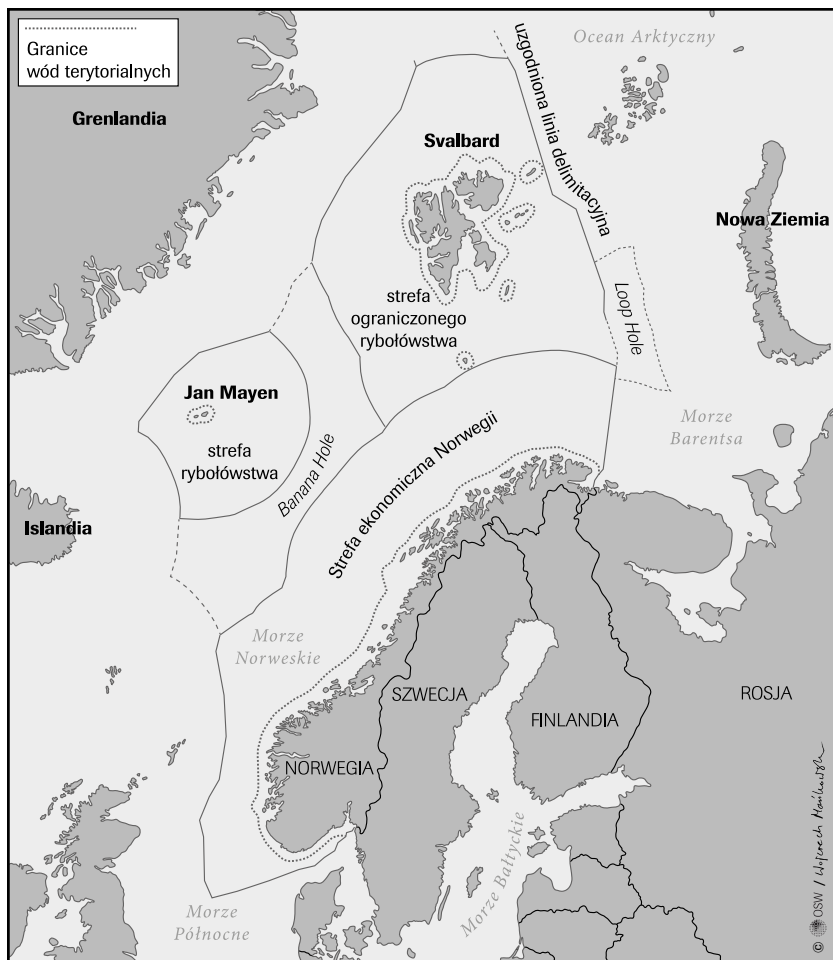 Granice
wód terytorialnych
Ocean Arktyczny
uzgodniona linia delimitacyjna
Grenlandia
Svalbard
Nowa Ziemia
Loop Hole
strefa
ograniczonego
rybołówstwa
Jan Mayen
strefa
rybołówstwa
Banana Hole
Strefa ekonomiczna Norwegii
Morze
Barentsa
Islandia
Morze
Norweskie
SZWECJA
FINLANDIA
ROSJA
NORWEGIA
Morze Bałtyckie
Morze
Północne
© OSW / Wojciech Mańkowski